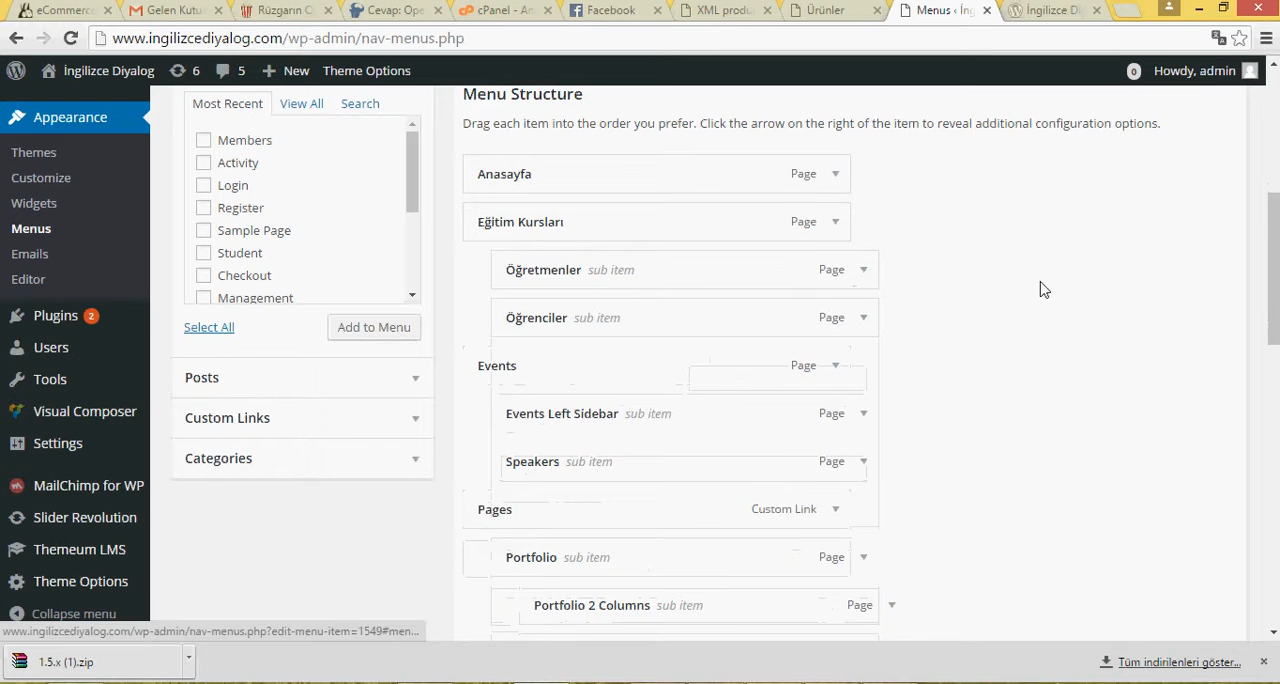 eCommerce
Gelen Kutu
Rüzgarın O
Cevap: Ope
cPanel - An
Facebook
XML produc
Ürünler
Menus ‹ İng
İngilizce Di
www.ingilizcediyalog.com/wp-admin/nav-menus.php
İngilizce Diyalog
6
5
New
Theme Options
0
Howdy, admin
Appearance
Themes
Customize
Widgets
Menus
Emails
Editor
Plugins 2
Users
Tools
Visual Composer
Settings
MailChimp for WP
Slider Revolution
Themeum LMS
Theme Options
Collapse menu
Most Recent
View All
Search
Members
Activity
Login
Register
Sample Page
Student
Checkout
Management
Select All
Add to Menu
Posts
Custom Links
Categories
Menu Structure
Drag each item into the order you prefer. Click the arrow on the right of the item to reveal additional configuration options.
Anasayfa Page
Eğitim Kursları Page
Öğretmenler sub item Page
Öğrenciler sub item Page
Events Page
Events Left Sidebar sub item Page
Speakers sub item Page
Pages Custom Link
Portfolio sub item Page
Portfolio 2 Columns sub item Page
www.ingilizcediyalog.com/wp-admin/nav-menus.php?edit-menu-item=1549#men...
1.5.x (1).zip
Tüm indirilenleri göster...